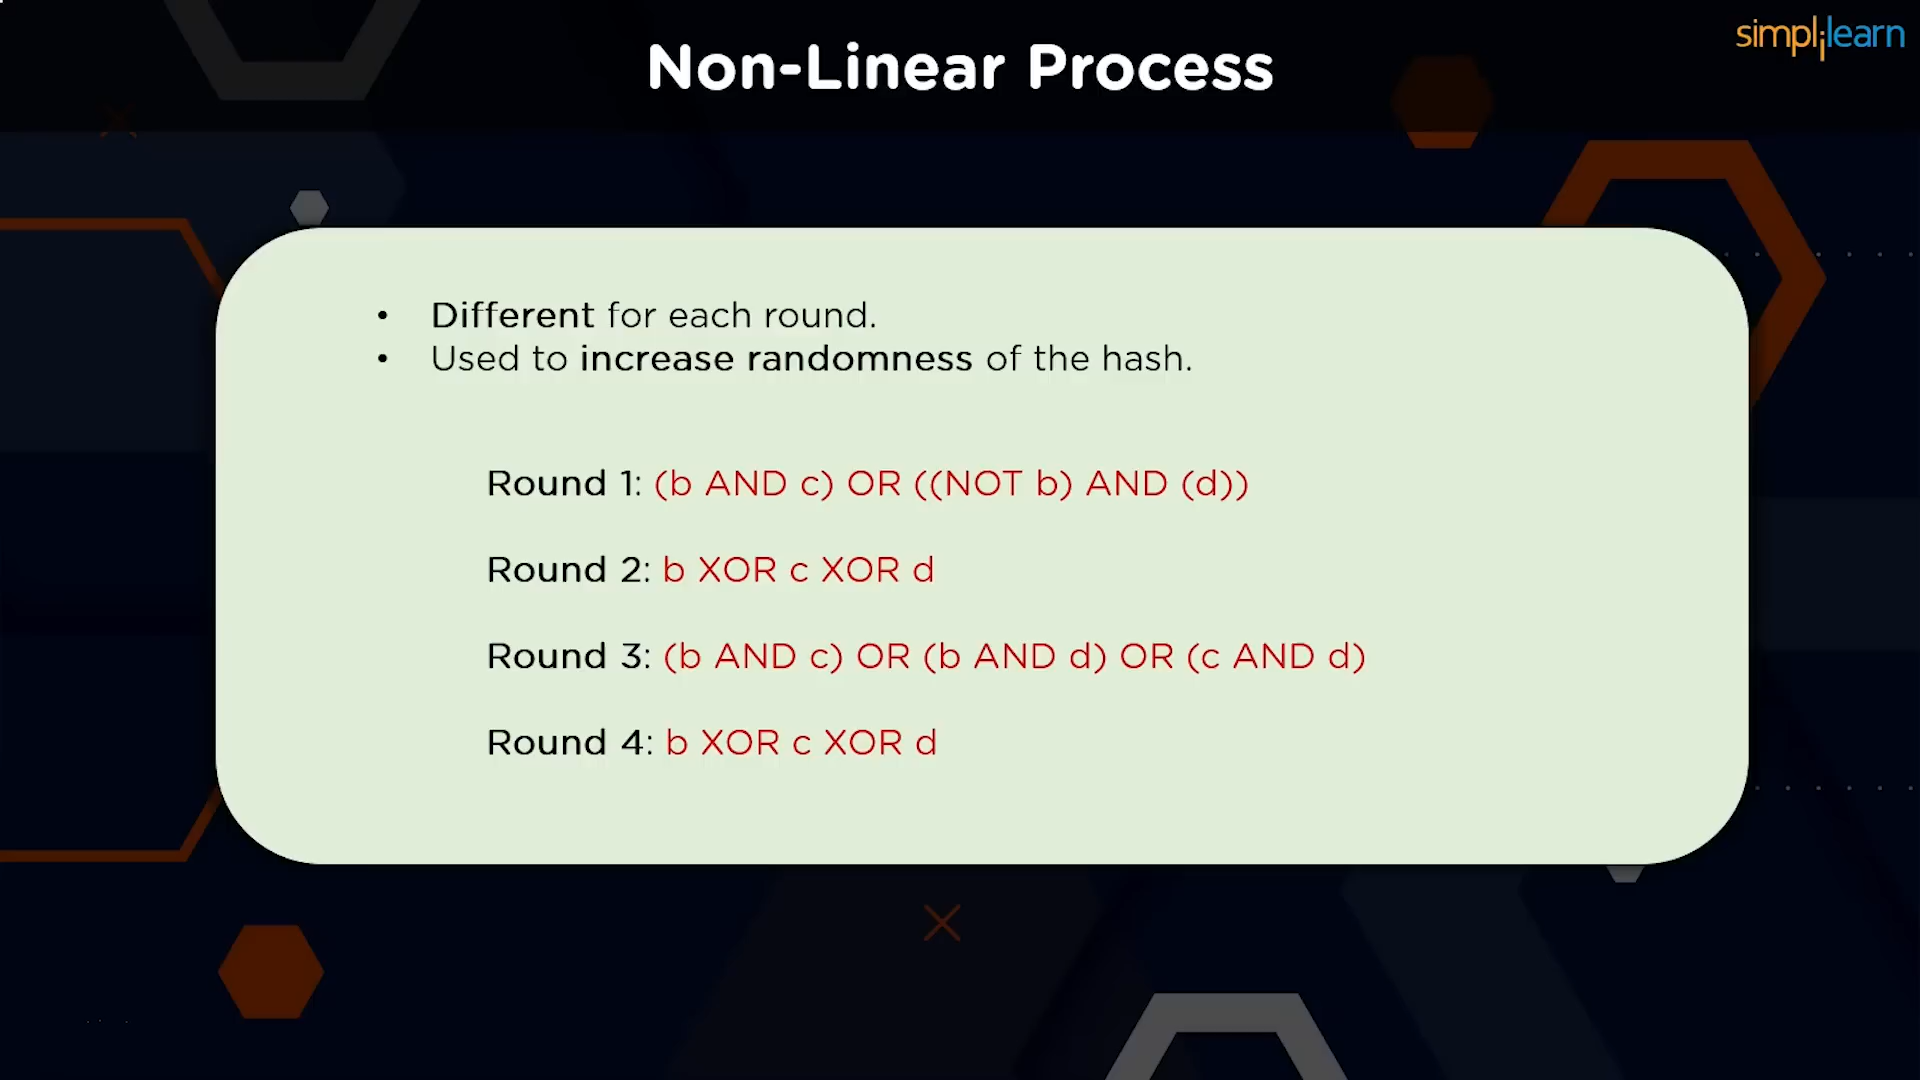 simplilearn
Non-Linear Process
• Different for each round.
• Used to increase randomness of the hash.
Round 1: (b AND c) OR ((NOT b) AND (d))
Round 2: b XOR c XOR d
Round 3: (b AND c) OR (b AND d) OR (c AND d)
Round 4: b XOR c XOR d